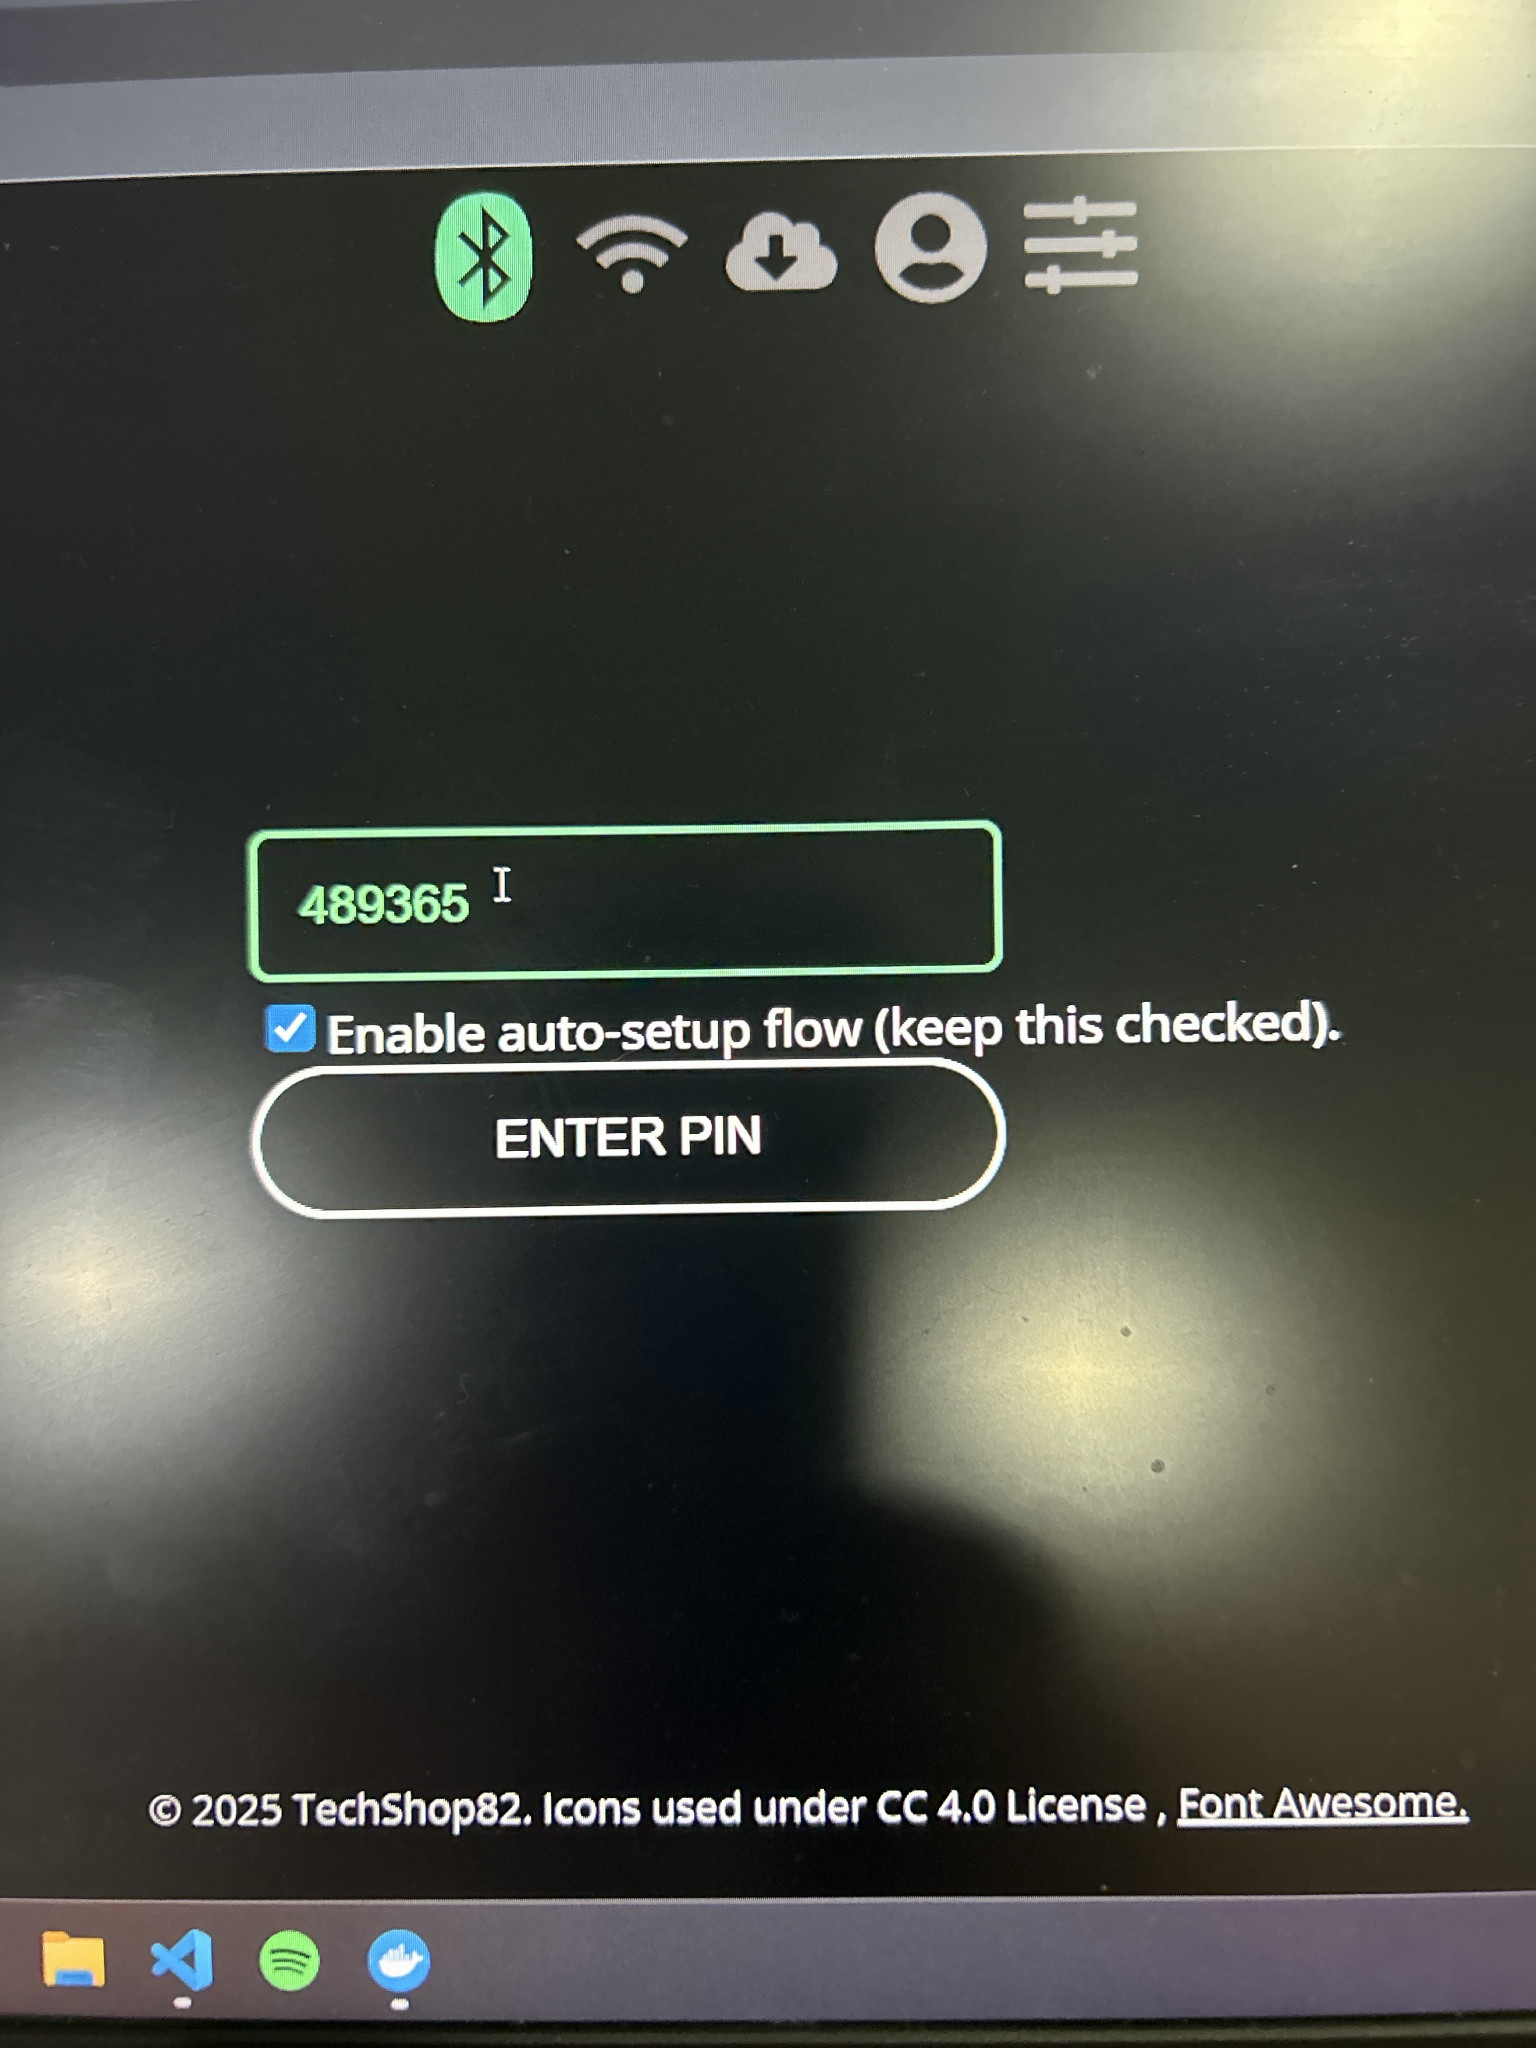 489365
Enable auto-setup flow (keep this checked).
ENTER PIN
© 2025 TechShop82. Icons used under CC 4.0 License , Font Awesome.